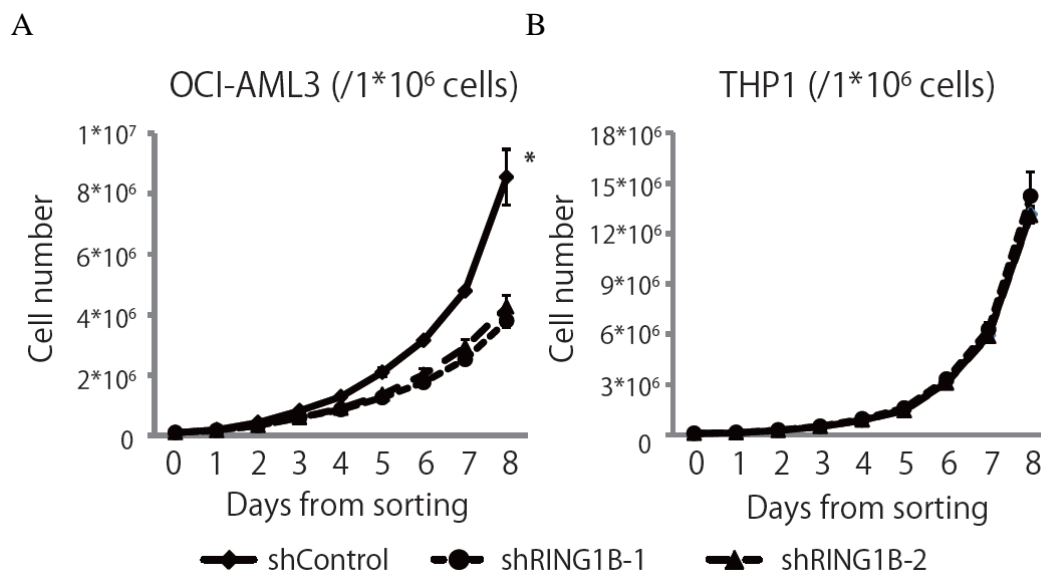 A
B
OCI-AML3 (/1*10⁶ cells)
THP1 (/1*10⁶ cells)
Cell number
1*10⁷
8*10⁶
6*10⁶
4*10⁶
2*10⁶
0
*
0 1 2 3 4 5 6 7 8
Days from sorting
Cell number
18*10⁶
15*10⁶
12*10⁶
9*10⁶
6*10⁶
3*10⁶
0
0 1 2 3 4 5 6 7 8
Days from sorting
shControl shRING1B-1 shRING1B-2